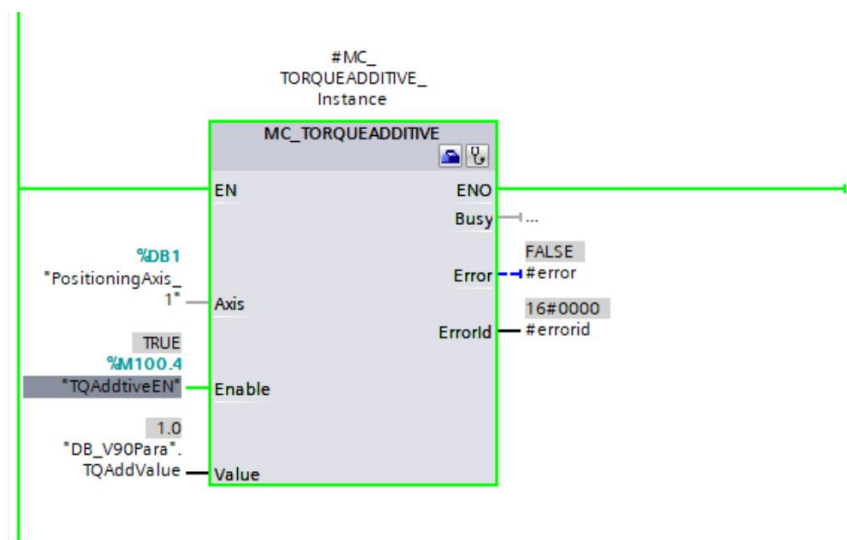 #MC_
TORQUEADDITIVE_
Instance
MC_TORQUEADDITIVE
EN
ENO
Busy
...
%DB1
"PositioningAxis_
1"
Axis
FALSE
Error
#error
16#0000
ErrorId
#errorid
TRUE
%M100.4
"TQAddtiveEN"
Enable
1.0
"DB_V90Para".
TQAddValue
Value